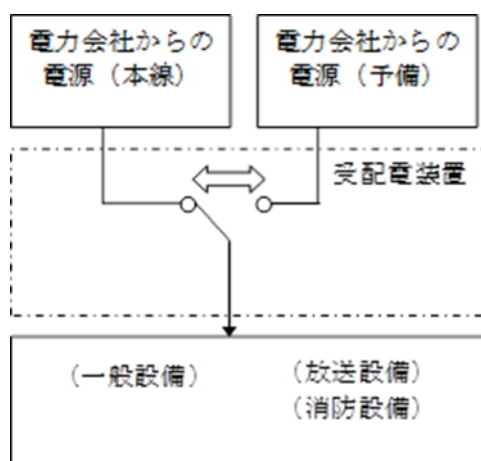 電力会社からの
電源（本線）
電力会社からの
電源（予備）
受配電装置
（一般設備）
（放送設備）
（消防設備）